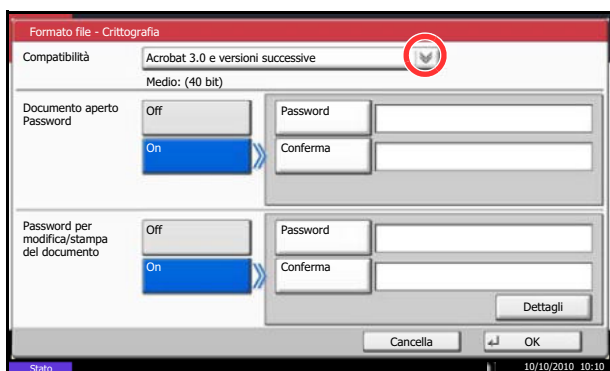 Formato file - Crittografia
Compatibilità
Acrobat 3.0 e versioni successive
Medio: (40 bit)
Documento aperto
Password
Off
On
Password
Conferma
Password per
modifica/stampa
del documento
Off
On
Password
Conferma
Dettagli
Cancella
OK
Stato
10/10/2010 10:10